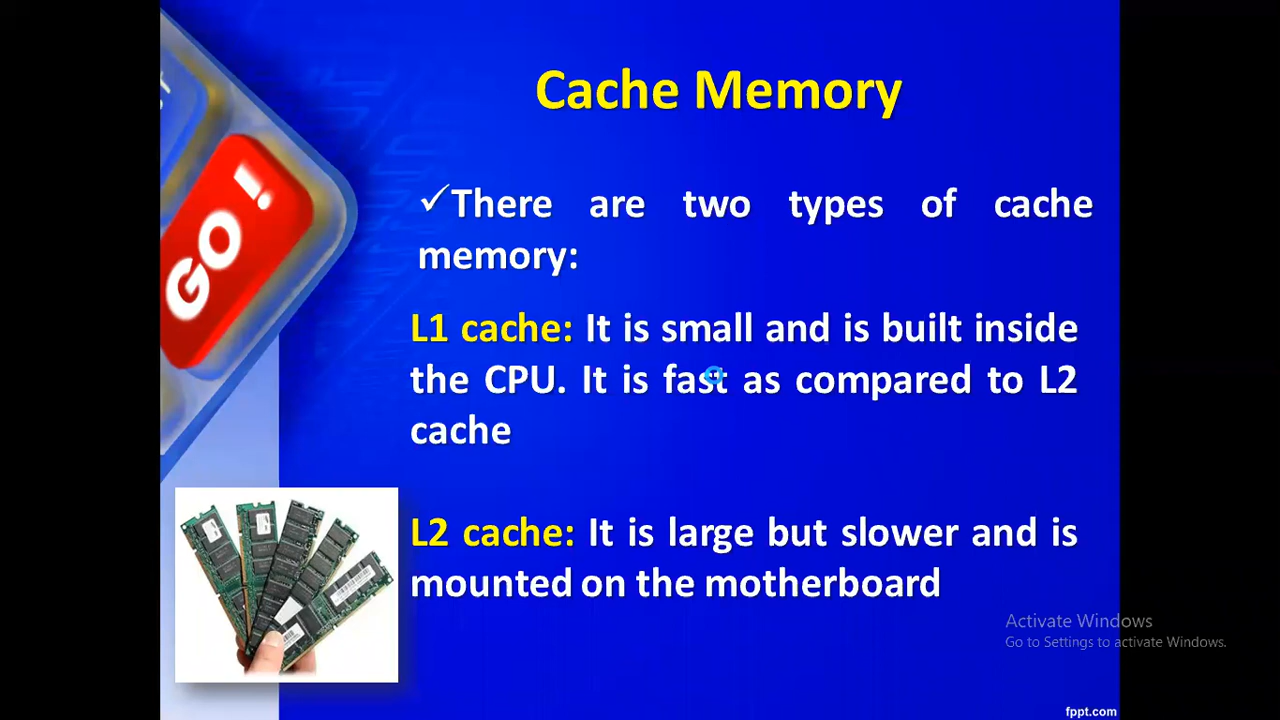 Cache Memory
GO!
✓There are two types of cache
memory:
L1 cache: It is small and is built inside
the CPU. It is fast as compared to L2
cache
L2 cache: It is large but slower and is
mounted on the motherboard
Activate Windows
Go to Settings to activate Windows.
fppt.com